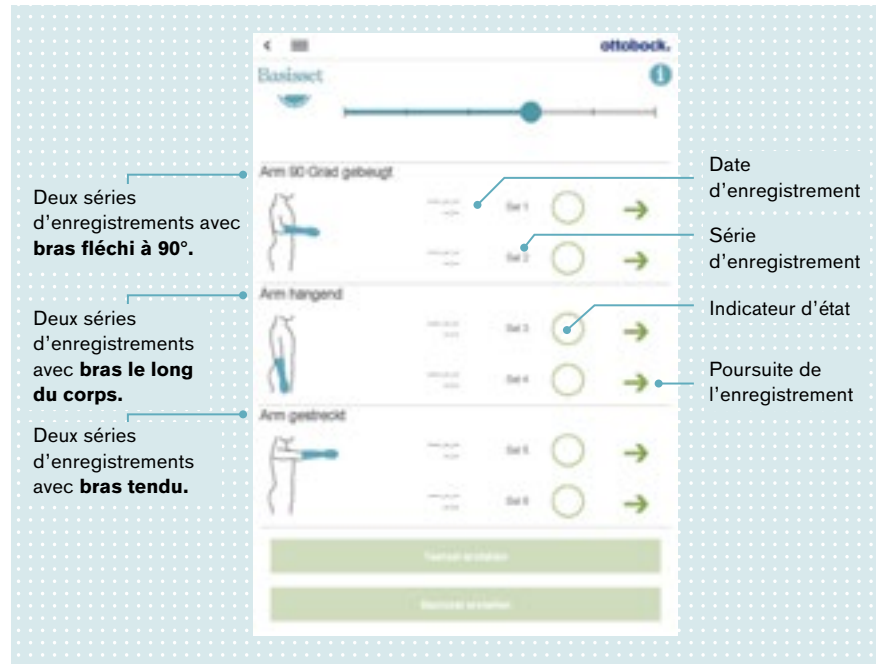 ottobock.
Basisset
Arm 90 Grad gebeugt
Set 1
Set 2
Arm hängend
Set 3
Set 4
Arm gestreckt
Set 5
Set 6
Deux séries
d’enregistrements avec
bras fléchi à 90°.
Deux séries
d’enregistrements
avec bras le long
du corps.
Deux séries
d’enregistrements
avec bras tendu.
Date
d’enregistrement
Série
d’enregistrement
Indicateur d’état
Poursuite de
l’enregistrement